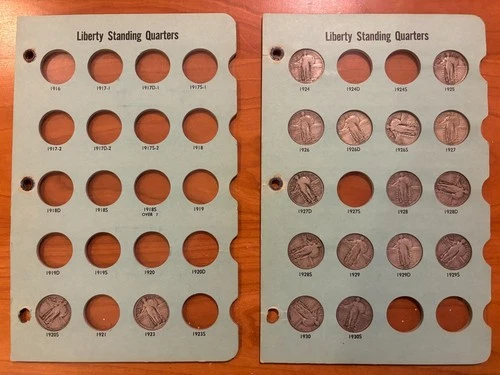 Liberty Standing Quarters
1916 1917-1 1917D-1 1917S-1
1917-2 1917D-2 1917S-2 1918
1918D 1918S 1918S 1919
OVER 7
1919D 1919S 1920 1920D
1920S 1921 1923 1923S
Liberty Standing Quarters
1924 1924D 1924S 1925
1926 1926D 1926S 1927
1927D 1927S 1928 1928D
1928S 1929 1929D 1929S
1930 1930S